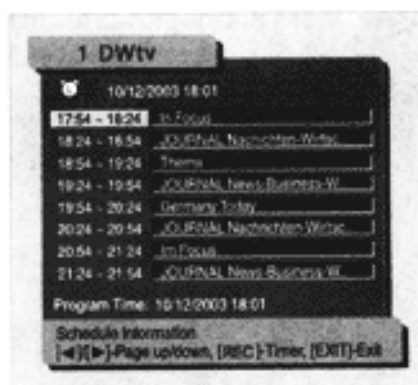 1 DWtv
10/12/2003 18:01
17:54 - 18:24 In Focus
18:24 - 18:54 JOURNAL Nachrichten-Wirtsc...
18:54 - 19:24 Thema
19:24 - 19:54 JOURNAL News-Business-W...
19:54 - 20:24 Germany Today
20:24 - 20:54 JOURNAL Nachrichten-Wirtsc...
20:54 - 21:24 Im Focus
21:24 - 21:54 JOURNAL News-Business-W...
Program Time: 10/12/2003 18:01
Schedule Information
[◄]/[►]-Page up/down, [REC]-Timer, [EXIT]-Exit